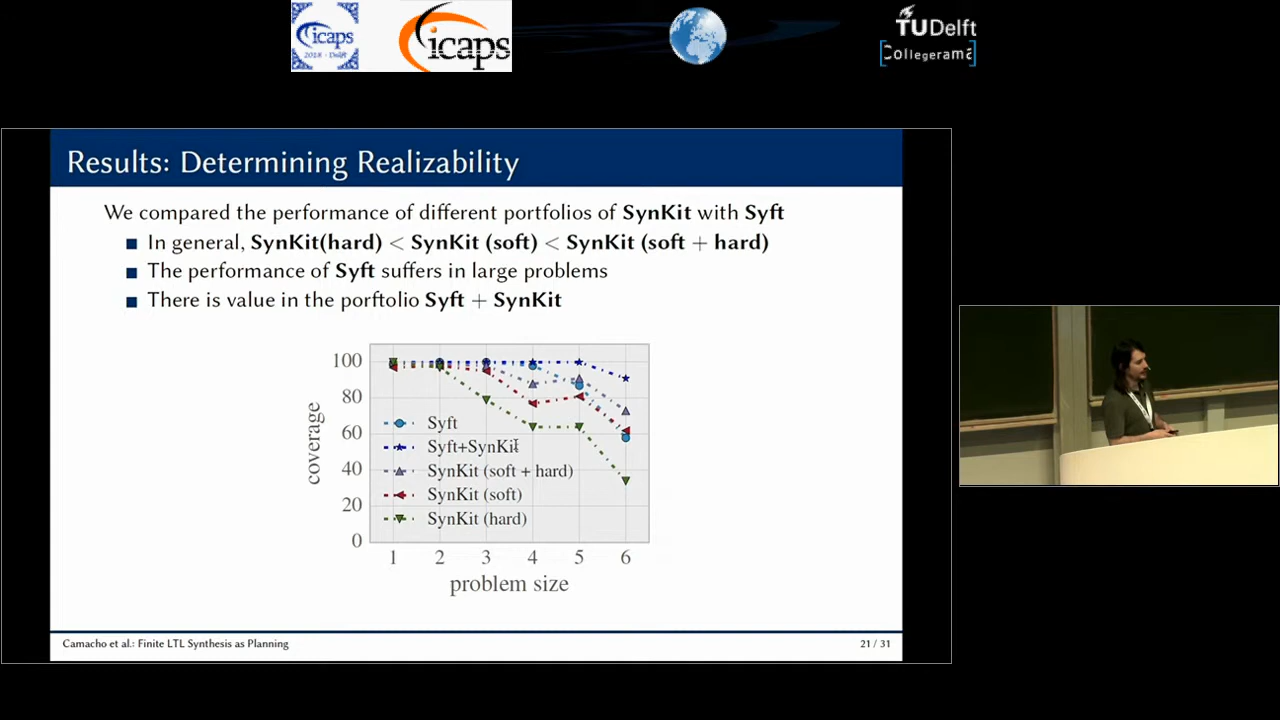 icaps
2018 - Delft
icaps
TU Delft
Collegerama
Results: Determining Realizability
We compared the performance of different portfolios of SynKit with Syft
In general, SynKit(hard) < SynKit (soft) < SynKit (soft + hard)
The performance of Syft suffers in large problems
There is value in the porftolio Syft + SynKit
100
80
60
40
20
0
coverage
Syft
Syft+SynKit
SynKit (soft + hard)
SynKit (soft)
SynKit (hard)
1 2 3 4 5 6
problem size
Camacho et al.: Finite LTL Synthesis as Planning
21 / 31